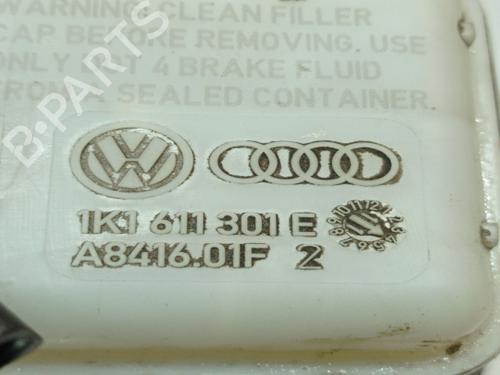 WARNING. CLEAN FILLER
CAP BEFORE REMOVING. USE
ONLY DOT 4 BRAKE FLUID
FROM A SEALED CONTAINER.
B-PARTS
VW
1K1 611 301 E
A8416.01F 2